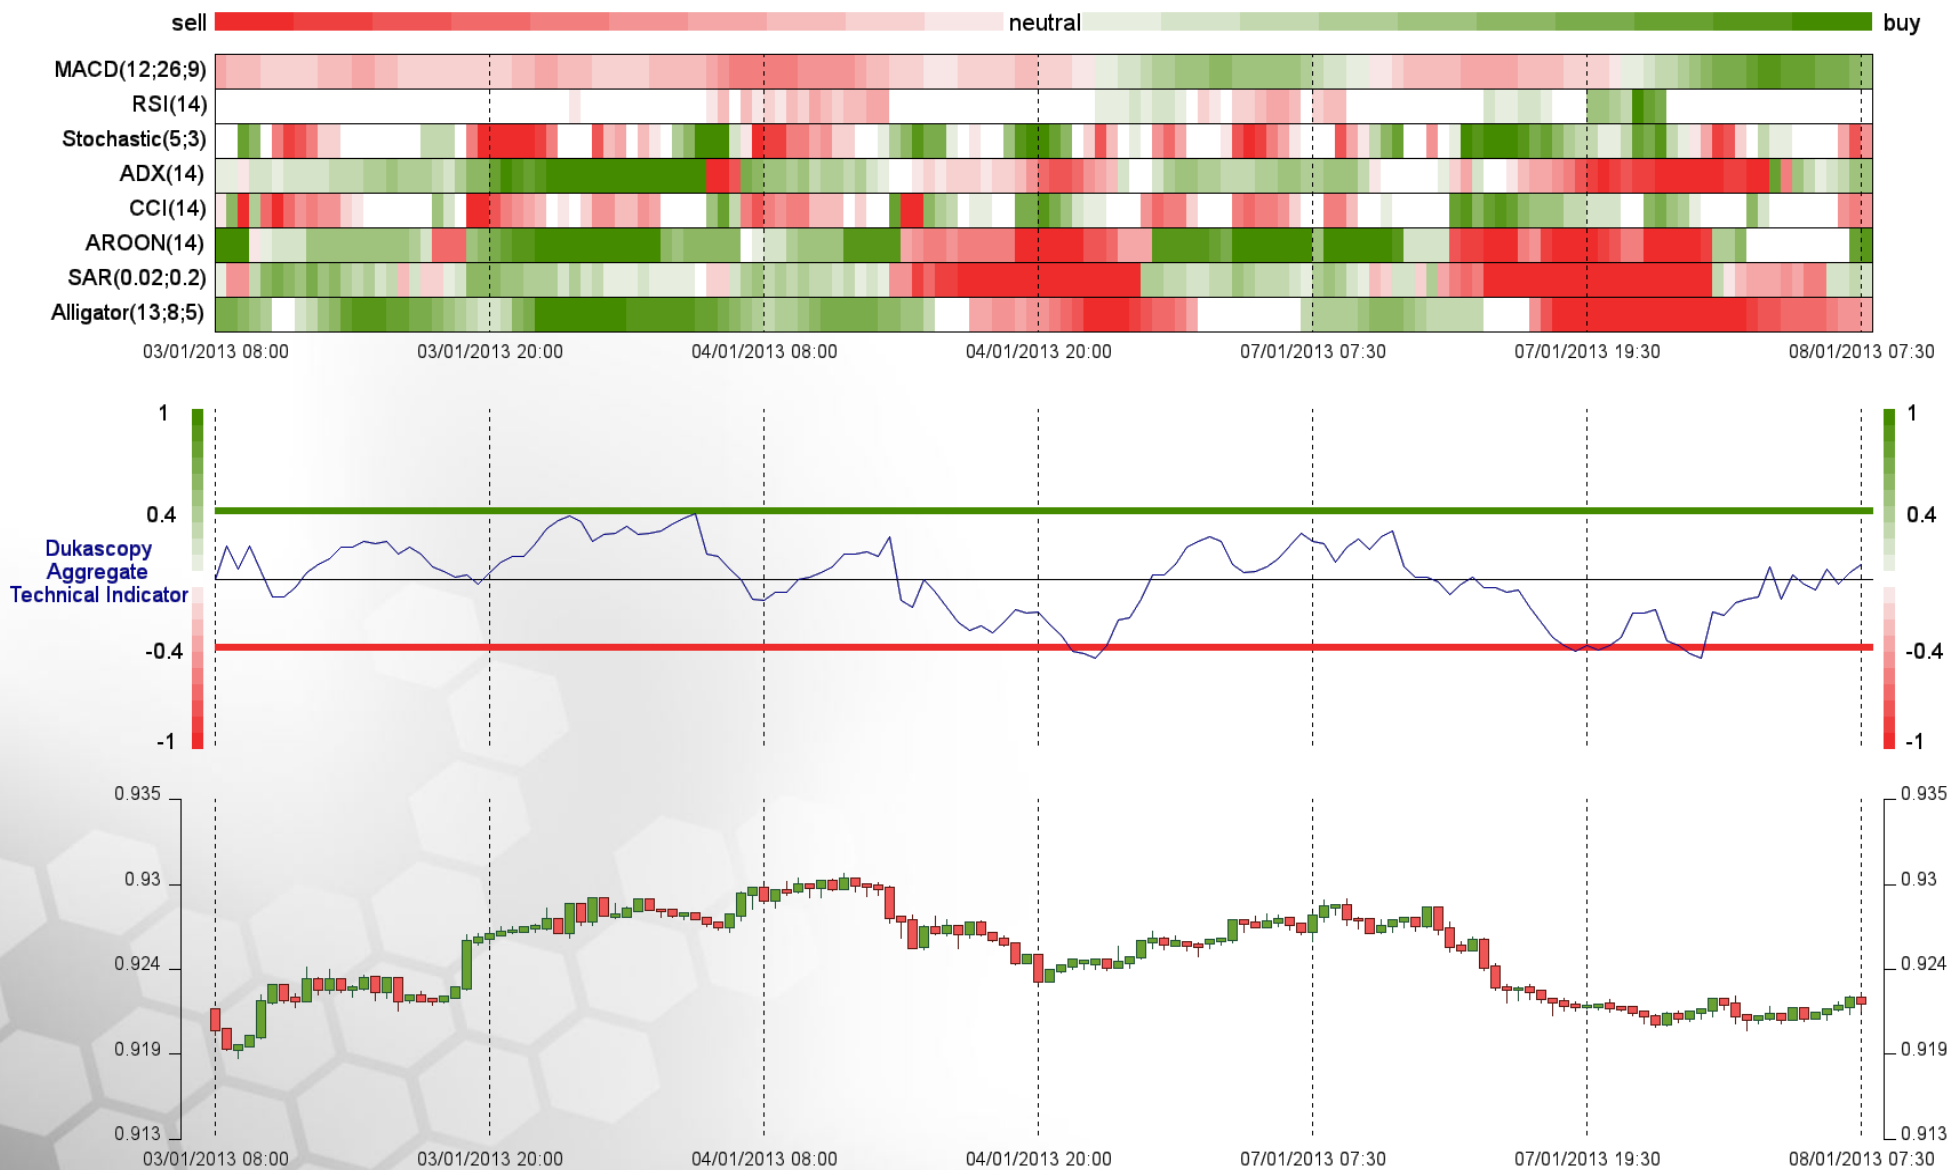 sell neutral buy
MACD(12;26;9)
RSI(14)
Stochastic(5;3)
ADX(14)
CCI(14)
AROON(14)
SAR(0.02;0.2)
Alligator(13;8;5)
03/01/2013 08:00 03/01/2013 20:00 04/01/2013 08:00 04/01/2013 20:00 07/01/2013 07:30 07/01/2013 19:30 08/01/2013 07:30
1 1
0.4 0.4
Dukascopy
Aggregate
Technical Indicator
-0.4 -0.4
-1 -1
0.935 0.935
0.93 0.93
0.924 0.924
0.919 0.919
0.913 0.913
03/01/2013 08:00 03/01/2013 20:00 04/01/2013 08:00 04/01/2013 20:00 07/01/2013 07:30 07/01/2013 19:30 08/01/2013 07:30